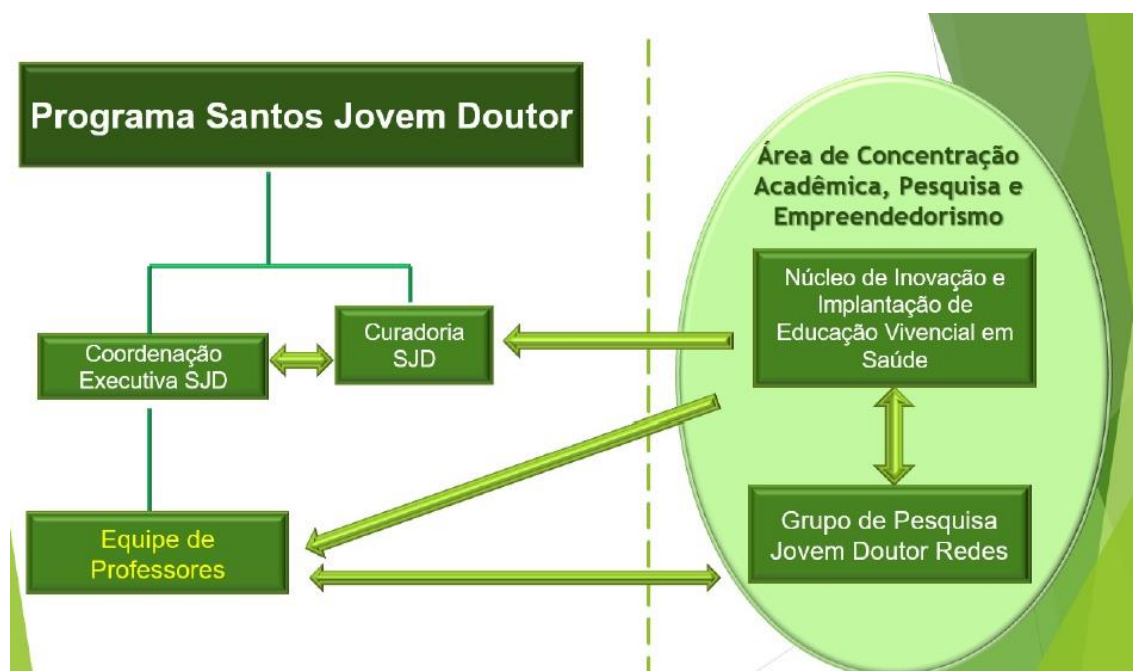 Programa Santos Jovem Doutor
Coordenação
Executiva SJD
Curadoria
SJD
Equipe de
Professores
Área de Concentração
Acadêmica, Pesquisa e
Empreendedorismo
Núcleo de Inovação e
Implantação de
Educação Vivencial em
Saúde
Grupo de Pesquisa
Jovem Doutor Redes